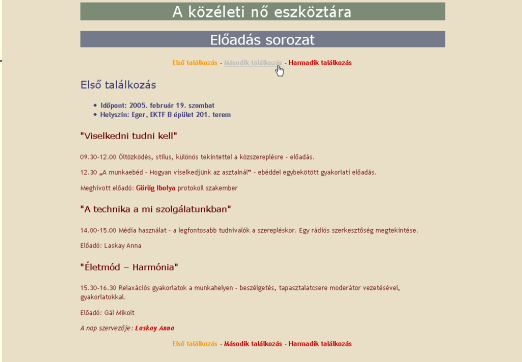 A közéleti nő eszköztára
Előadás sorozat
Első találkozás - Második találkozás - Harmadik találkozás
Első találkozás
• Időpont: 2005. február 19. szombat
• Helyszín: Eger, EKTF B épület 201. terem
"Viselkedni tudni kell"
09.30-12.00 Öltözködés, stílus, különös tekintettel a közszereplésre - előadás.
12.30 „A munkaebéd - Hogyan viselkedjünk az asztalnál" - ebéddel egybekötött gyakorlati előadás.
Meghívott előadó: Görög Ibolya protokoll szakember
"A technika a mi szolgálatunkban"
14.00-15.00 Média használat - a legfontosabb tudnivalók a szerepléskor. Egy rádiós szerkesztőség megtekintése.
Előadó: Laskay Anna
"Életmód – Harmónia"
15.30-16.30 Relaxációs gyakorlatok a munkahelyen - beszélgetés, tapasztalatcsere moderátor vezetésével,
gyakorlatokkal.
Előadó: Gál Mikolt
A nap szervezője: Laskay Anna
Első találkozás - Második találkozás - Harmadik találkozás